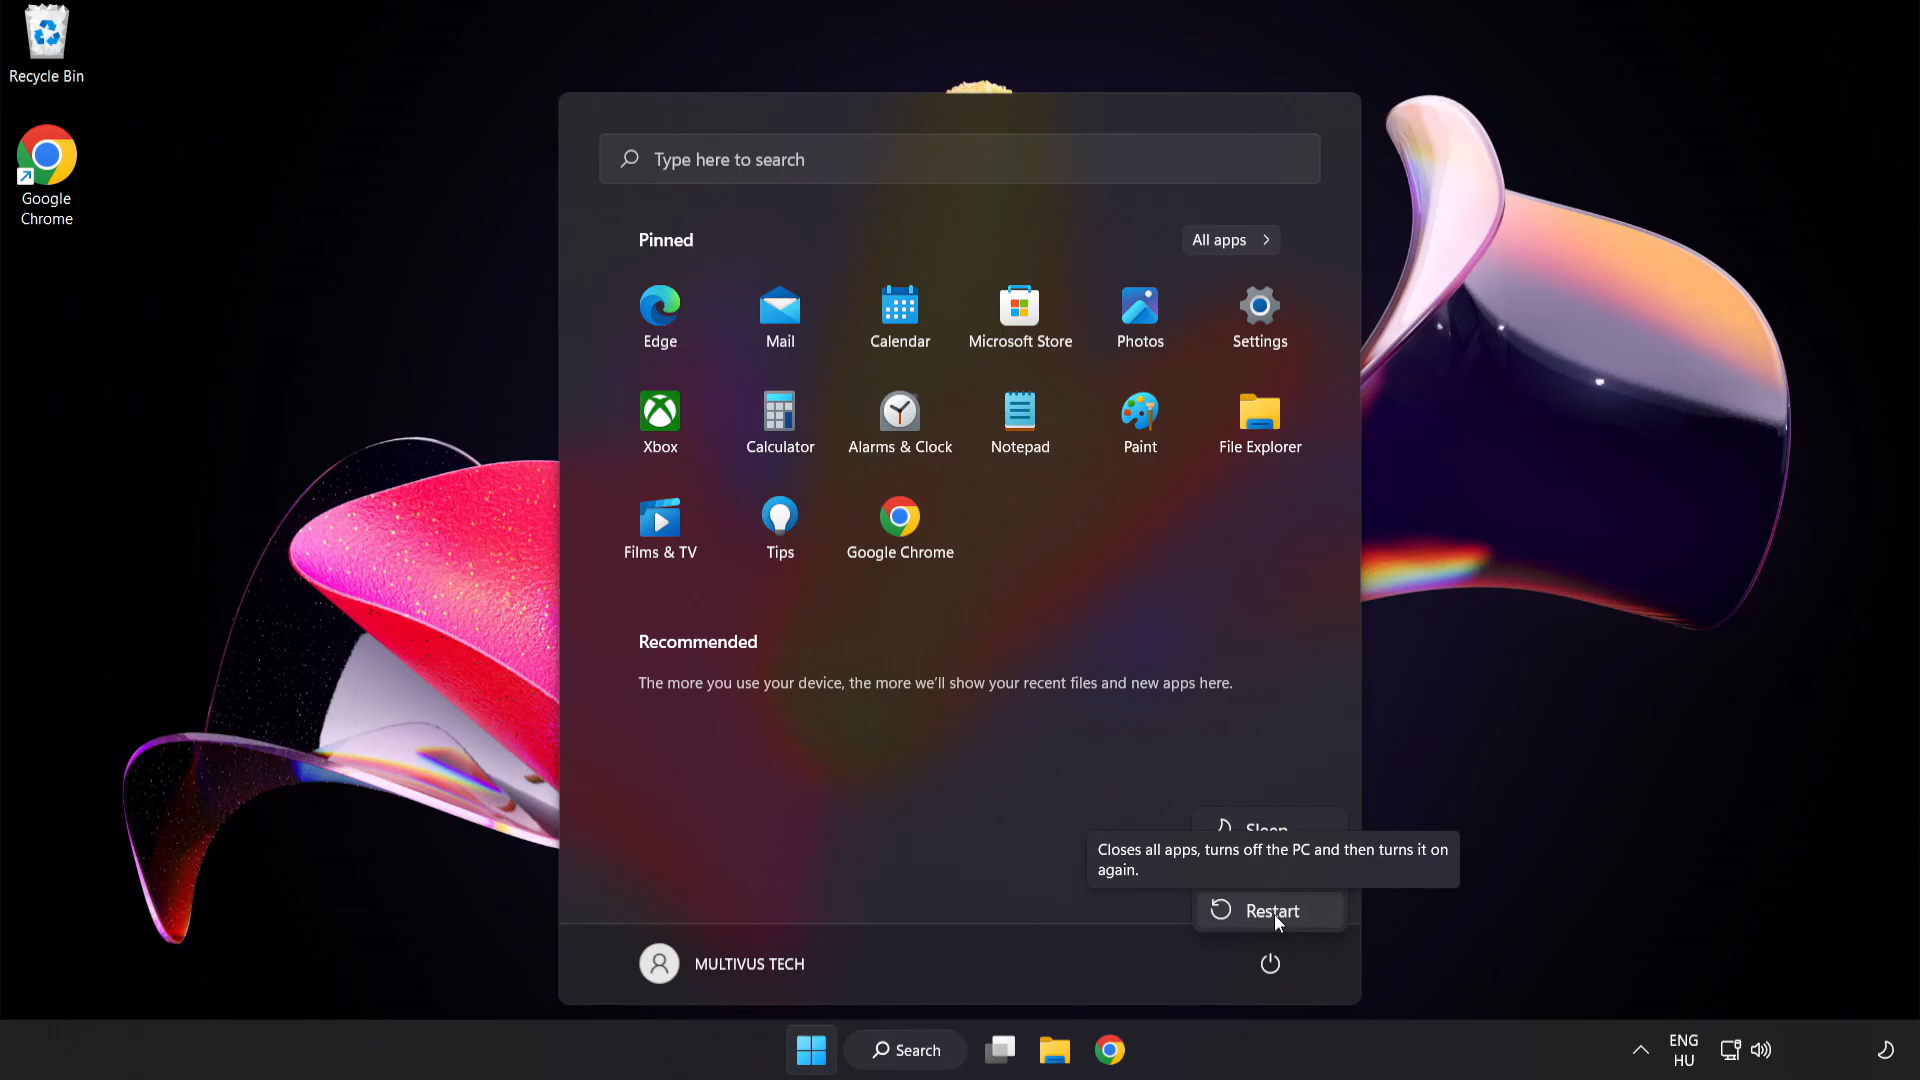 Recycle Bin
Google
Chrome
Type here to search
Pinned
All apps
Edge
Mail
Calendar
Microsoft Store
Photos
Settings
Xbox
Calculator
Alarms & Clock
Notepad
Paint
File Explorer
Films & TV
Tips
Google Chrome
Recommended
The more you use your device, the more we'll show your recent files and new apps here.
Sleep
Closes all apps, turns off the PC and then turns it on
again.
Restart
MULTIVUS TECH
Search
ENG
HU